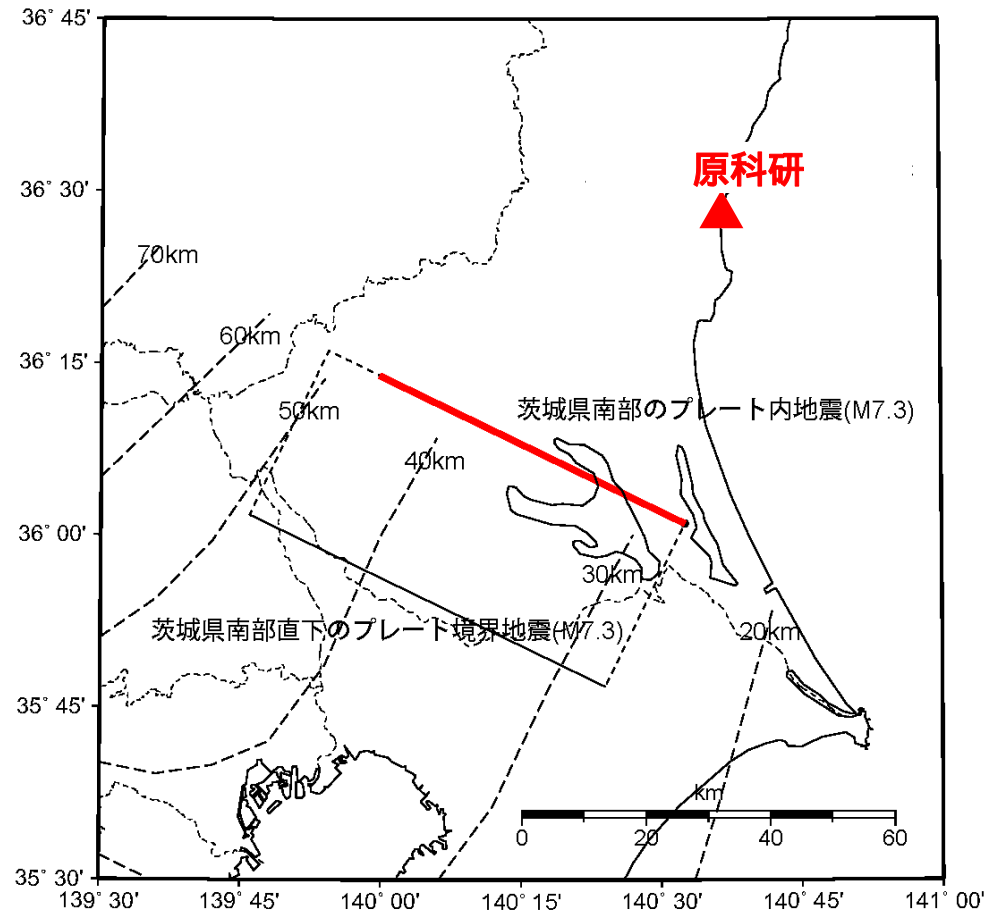 36° 45'
原科研
36° 30'
70km
60km
36° 15'
50km
茨城県南部のプレート内地震(M7.3)
40km
36° 00'
30km
茨城県南部直下のプレート境界地震(M7.3)
20km
35° 45'
km
0 20 40 60
35° 30'
139° 30' 139° 45' 140° 00' 140° 15' 140° 30' 140° 45' 141° 00'